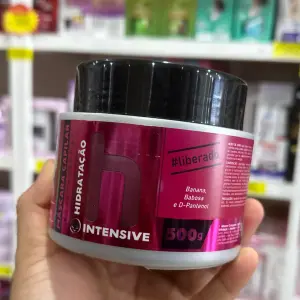 MÁSCARA CAPILAR
HIDRATAÇÃO
h
INTENSIVE
#liberado
Banana,
Babosa
e D-Pantenol
500g